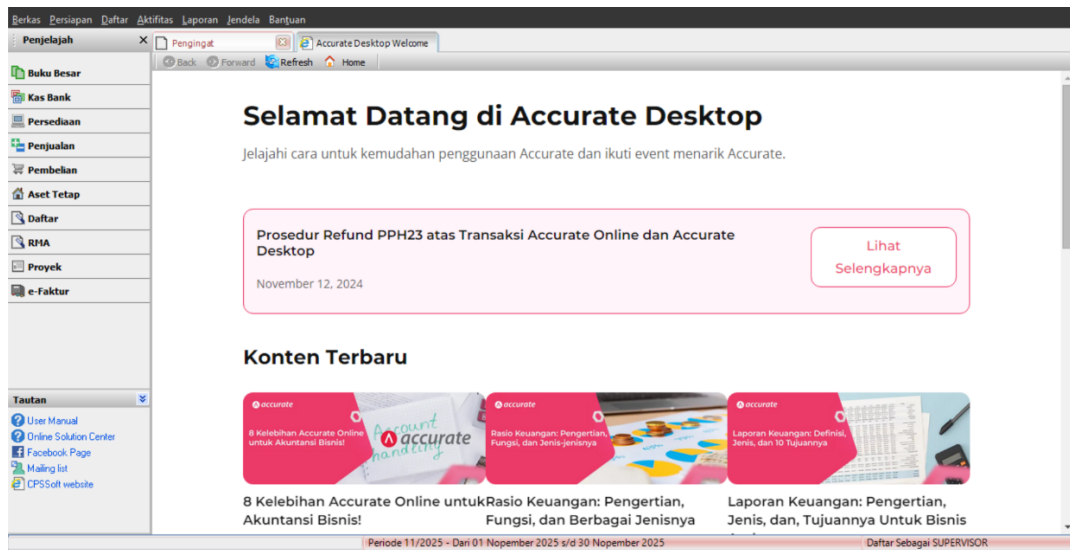 Berkas Persiapan Daftar Aktifitas Laporan Jendela Bantuan
Penjelajah
Pengingat
Accurate Desktop Welcome
Back Forward Refresh Home
Buku Besar
Kas Bank
Persediaan
Penjualan
Pembelian
Aset Tetap
Daftar
RMA
Proyek
e-Faktur
Tautan
User Manual
Online Solution Center
Facebook Page
Mailing list
CPSSoft website
Selamat Datang di Accurate Desktop
Jelajahi cara untuk kemudahan penggunaan Accurate dan ikuti event menarik Accurate.
Prosedur Refund PPH23 atas Transaksi Accurate Online dan Accurate
Desktop
November 12, 2024
Lihat
Selengkapnya
Konten Terbaru
accurate
8 Kelebihan Accurate Online
untuk Akuntansi Bisnis!
Account
handling
accurate
8 Kelebihan Accurate Online untuk
Akuntansi Bisnis!
accurate
Rasio Keuangan: Pengertian,
Fungsi, dan Jenis-jenisnya
Rasio Keuangan: Pengertian,
Fungsi, dan Berbagai Jenisnya
accurate
Laporan Keuangan: Definisi,
Jenis, dan 10 Tujuannya
Laporan Keuangan: Pengertian,
Jenis, dan, Tujuannya Untuk Bisnis
Periode 11/2025 - Dari 01 Nopember 2025 s/d 30 Nopember 2025
Daftar Sebagai SUPERVISOR